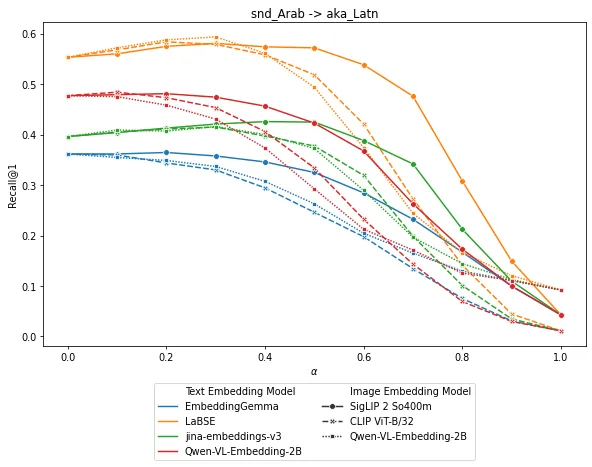 snd_Arab -> aka_Latn
0.6
0.5
0.4
0.3
0.2
0.1
0.0
Recall@1
0.0 0.2 0.4 0.6 0.8 1.0
α
Text Embedding Model Image Embedding Model
EmbeddingGemma SigLIP 2 So400m
LaBSE CLIP ViT-B/32
jina-embeddings-v3 Qwen-VL-Embedding-2B
Qwen-VL-Embedding-2B